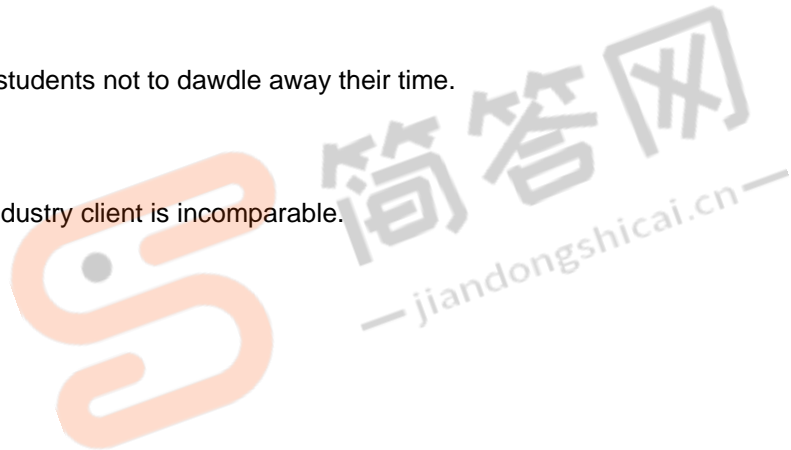 students not to dawdle away their time.
dustry client is incomparable.
简答网
jiandongshicai.cn